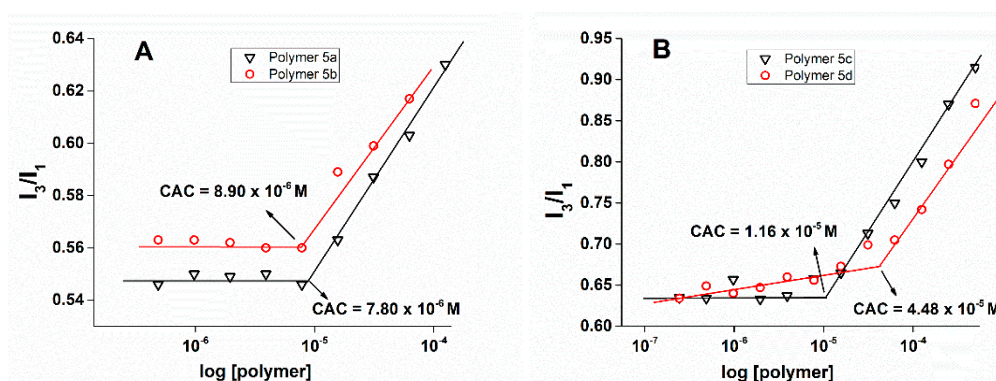 A
Polymer 5a
Polymer 5b
I₃/I₁
0.64
0.62
0.60
0.58
0.56
0.54
CAC = 8.90 x 10⁻⁶ M
CAC = 7.80 x 10⁻⁶ M
10⁻⁶
10⁻⁵
10⁻⁴
log [polymer]
B
Polymer 5c
Polymer 5d
I₃/I₁
0.95
0.90
0.85
0.80
0.75
0.70
0.65
0.60
CAC = 1.16 x 10⁻⁵ M
CAC = 4.48 x 10⁻⁵ M
10⁻⁷
10⁻⁶
10⁻⁵
10⁻⁴
log [polymer]